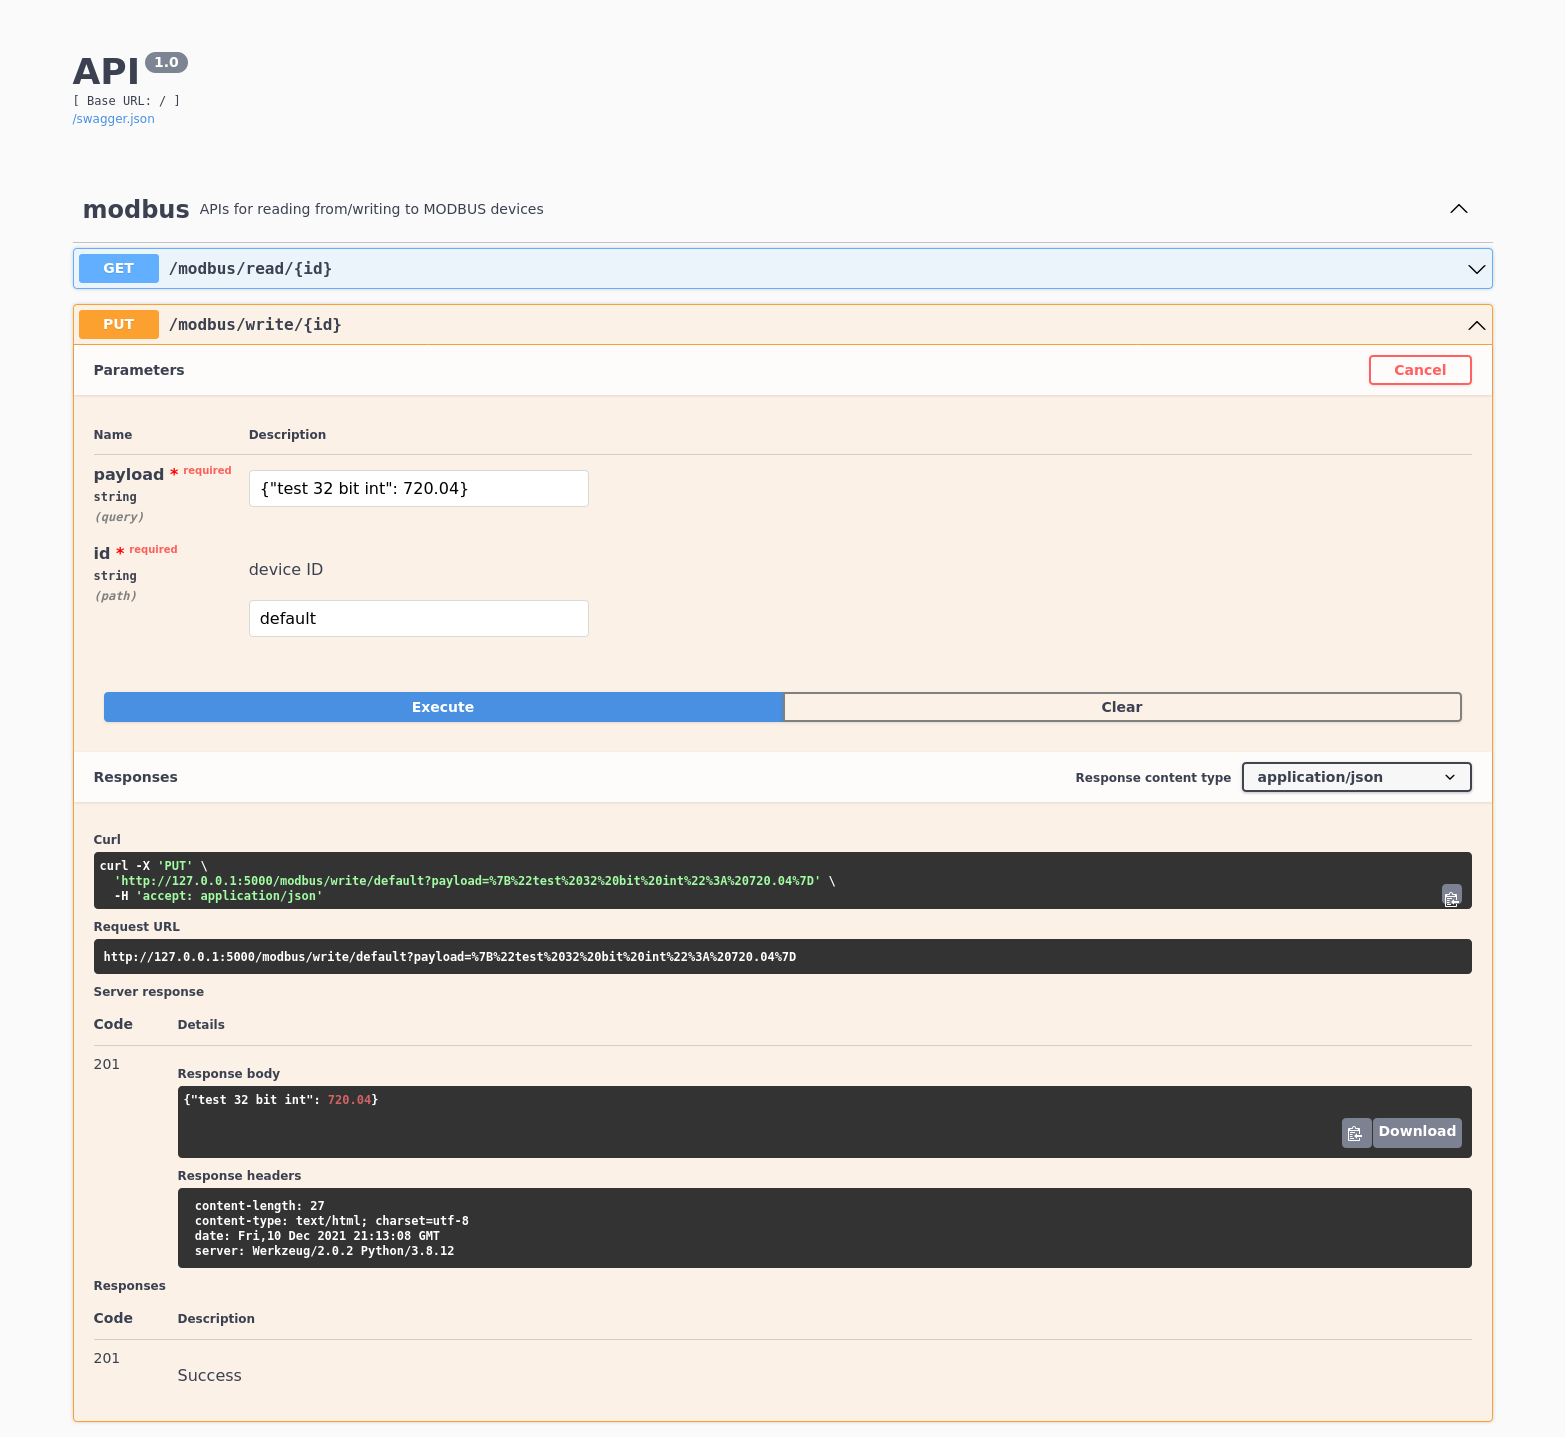 API 1.0
[ Base URL: / ]
/swagger.json
modbus APIs for reading from/writing to MODBUS devices
GET /modbus/read/{id}
PUT /modbus/write/{id}
Parameters Cancel
Name Description
payload * required
string
(query)
{"test 32 bit int": 720.04}
id * required
string
(path)
device ID
default
Execute Clear
Responses Response content type application/json
Curl
curl -X 'PUT' \
'http://127.0.0.1:5000/modbus/write/default?payload=%7B%22test%2032%20bit%20int%22%3A%20720.04%7D' \
-H 'accept: application/json'
Request URL
http://127.0.0.1:5000/modbus/write/default?payload=%7B%22test%2032%20bit%20int%22%3A%20720.04%7D
Server response
Code Details
201
Response body
{"test 32 bit int": 720.04}
Download
Response headers
content-length: 27
content-type: text/html; charset=utf-8
date: Fri,10 Dec 2021 21:13:08 GMT
server: Werkzeug/2.0.2 Python/3.8.12
Responses
Code Description
201
Success